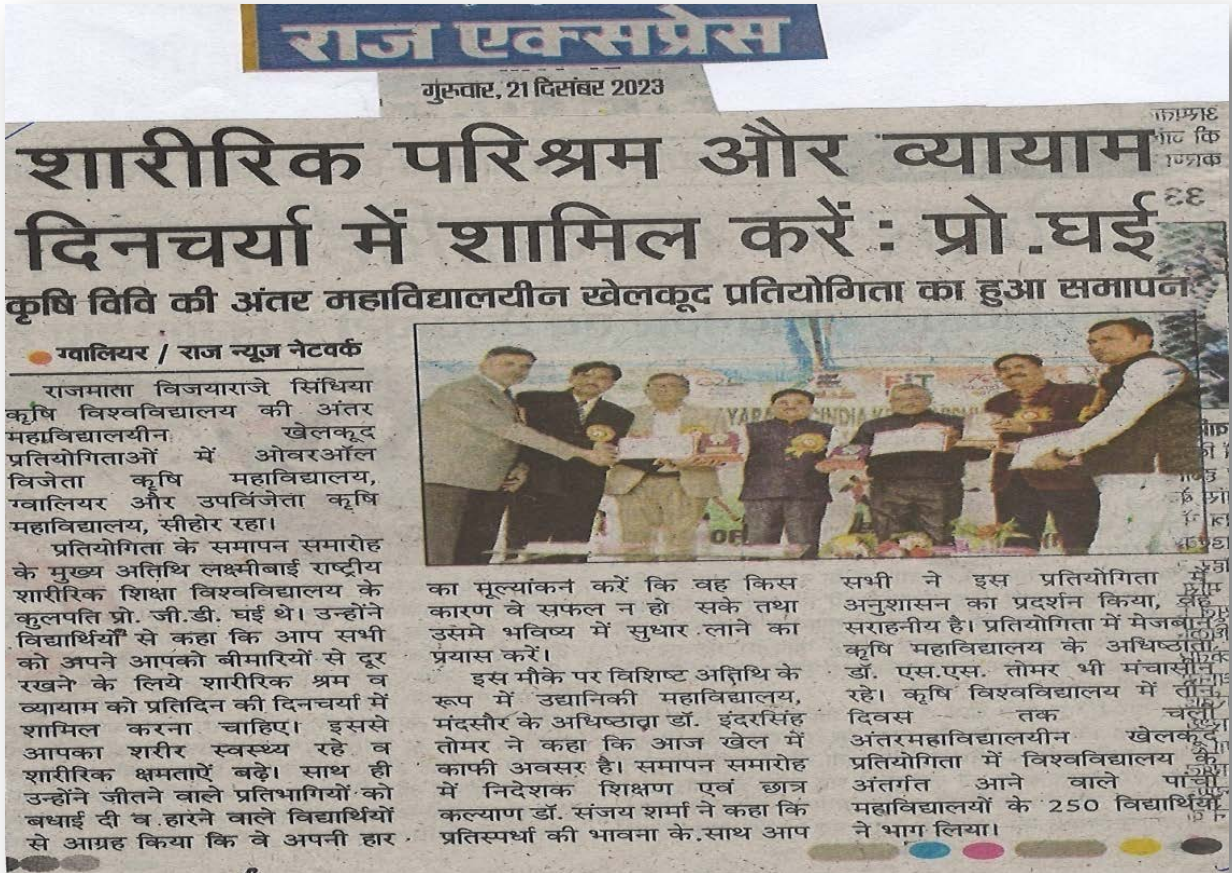 राज एक्सप्रेस
गुरुवार, 21 दिसंबर 2023
शारीरिक परिश्रम और व्यायाम
दिनचर्या में शामिल करें : प्रो .घई
कृषि विवि की अंतर महाविद्यालयीन खेलकूद प्रतियोगिता का हुआ समापन
ग्वालियर / राज न्यूज नेटवर्क
राजमाता विजयाराजे सिंधिया
कृषि विश्वविद्यालय की अंतर
महाविद्यालयीन खेलकूद
प्रतियोगिताओं में ओवरऑल
विजेता कृषि महाविद्यालय,
ग्वालियर और उपविजेता कृषि
महाविद्यालय, सीहोर रहा।
प्रतियोगिता के समापन समारोह
के मुख्य अतिथि लक्ष्मीबाई राष्ट्रीय
शारीरिक शिक्षा विश्वविद्यालय के
कुलपति प्रो. जी.डी. घई थे। उन्होंने
विद्यार्थियों से कहा कि आप सभी
को अपने आपको बीमारियों से दूर
रखने के लिये शारीरिक श्रम व
व्यायाम को प्रतिदिन की दिनचर्या में
शामिल करना चाहिए। इससे
आपका शरीर स्वस्थ्य रहे व
शारीरिक क्षमताऐं बढ़े। साथ ही
उन्होंने जीतने वाले प्रतिभागियों को
बधाई दी व हारने वाले विद्यार्थियों
से आग्रह किया कि वे अपनी हार
का मूल्यांकन करें कि वह किस
कारण वे सफल न हो सके तथा
उसमे भविष्य में सुधार लाने का
प्रयास करें।
इस मौके पर विशिष्ट अतिथि के
रूप में उद्यानिकी महाविद्यालय,
मंदसौर के अधिष्ठाता डॉ. इंदरसिंह
तोमर ने कहा कि आज खेल में
काफी अवसर है। समापन समारोह
में निदेशक शिक्षण एवं छात्र
कल्याण डॉ. संजय शर्मा ने कहा कि
प्रतिस्पर्धा की भावना के साथ आप
सभी ने इस प्रतियोगिता में
अनुशासन का प्रदर्शन किया, वह
सराहनीय है। प्रतियोगिता में मेजबान
कृषि महाविद्यालय के अधिष्ठाता
डॉ. एस.एस. तोमर भी मंचासीन
रहे। कृषि विश्वविद्यालय में तीन
दिवस तक चली
अंतरमहाविद्यालयीन खेलकूद
प्रतियोगिता में विश्वविद्यालय के
अंतर्गत आने वाले पांचों
महाविद्यालयों के 250 विद्यार्थियों
ने भाग लिया।